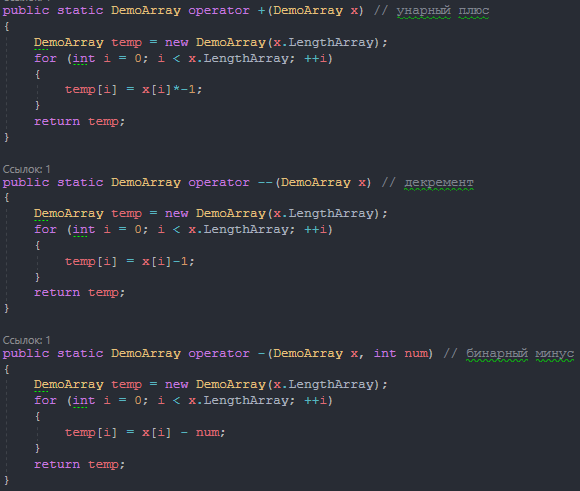 public static DemoArray operator +(DemoArray x) // унарный плюс
{
    DemoArray temp = new DemoArray(x.LengthArray);
    for (int i = 0; i < x.LengthArray; ++i)
    {
        temp[i] = x[i]*-1;
    }
    return temp;
}
Ссылок: 1
public static DemoArray operator --(DemoArray x) // декремент
{
    DemoArray temp = new DemoArray(x.LengthArray);
    for (int i = 0; i < x.LengthArray; ++i)
    {
        temp[i] = x[i]-1;
    }
    return temp;
}
Ссылок: 1
public static DemoArray operator -(DemoArray x, int num) // бинарный минус
{
    DemoArray temp = new DemoArray(x.LengthArray);
    for (int i = 0; i < x.LengthArray; ++i)
    {
        temp[i] = x[i] - num;
    }
    return temp;
}